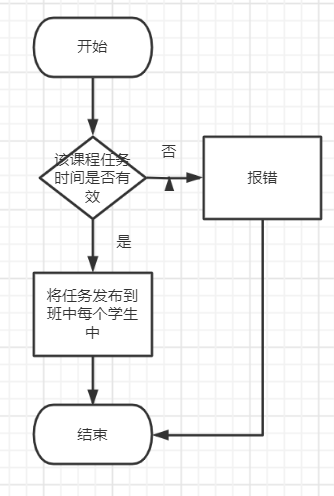 开始
该课程任务
时间是否有
效
否
报错
是
将任务发布到
班中每个学生
中
结束